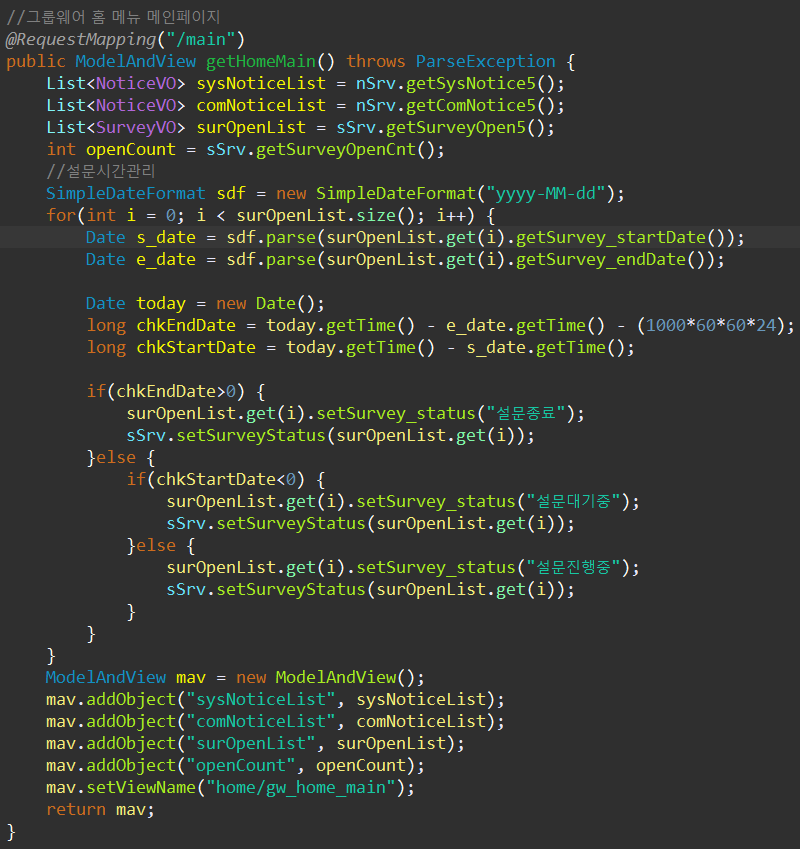 //그룹웨어 홈 메뉴 메인페이지
@RequestMapping("/main")
public ModelAndView getHomeMain() throws ParseException {
    List<NoticeVO> sysNoticeList = nSrv.getSysNotice5();
    List<NoticeVO> comNoticeList = nSrv.getComNotice5();
    List<SurveyVO> surOpenList = sSrv.getSurveyOpen5();
    int openCount = sSrv.getSurveyOpenCnt();
    //설문시간관리
    SimpleDateFormat sdf = new SimpleDateFormat("yyyy-MM-dd");
    for(int i = 0; i < surOpenList.size(); i++) {
        Date s_date = sdf.parse(surOpenList.get(i).getSurvey_startDate());
        Date e_date = sdf.parse(surOpenList.get(i).getSurvey_endDate());

        Date today = new Date();
        long chkEndDate = today.getTime() - e_date.getTime() - (1000*60*60*24);
        long chkStartDate = today.getTime() - s_date.getTime();

        if(chkEndDate>0) {
            surOpenList.get(i).setSurvey_status("설문종료");
            sSrv.setSurveyStatus(surOpenList.get(i));
        }else {
            if(chkStartDate<0) {
                surOpenList.get(i).setSurvey_status("설문대기중");
                sSrv.setSurveyStatus(surOpenList.get(i));
            }else {
                surOpenList.get(i).setSurvey_status("설문진행중");
                sSrv.setSurveyStatus(surOpenList.get(i));
            }
        }
    }
    ModelAndView mav = new ModelAndView();
    mav.addObject("sysNoticeList", sysNoticeList);
    mav.addObject("comNoticeList", comNoticeList);
    mav.addObject("surOpenList", surOpenList);
    mav.addObject("openCount", openCount);
    mav.setViewName("home/gw_home_main");
    return mav;
}